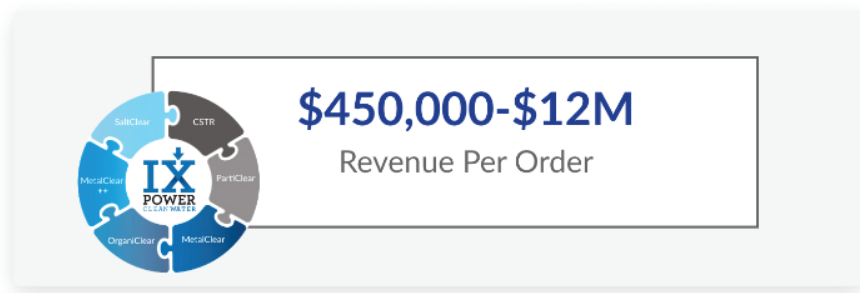 $450,000-$12M
Revenue Per Order
SaltClear
CSTR
MetalClear
++
PartiClear
OrganiClear
MetalClear
IX
POWER
CLEAN WATER